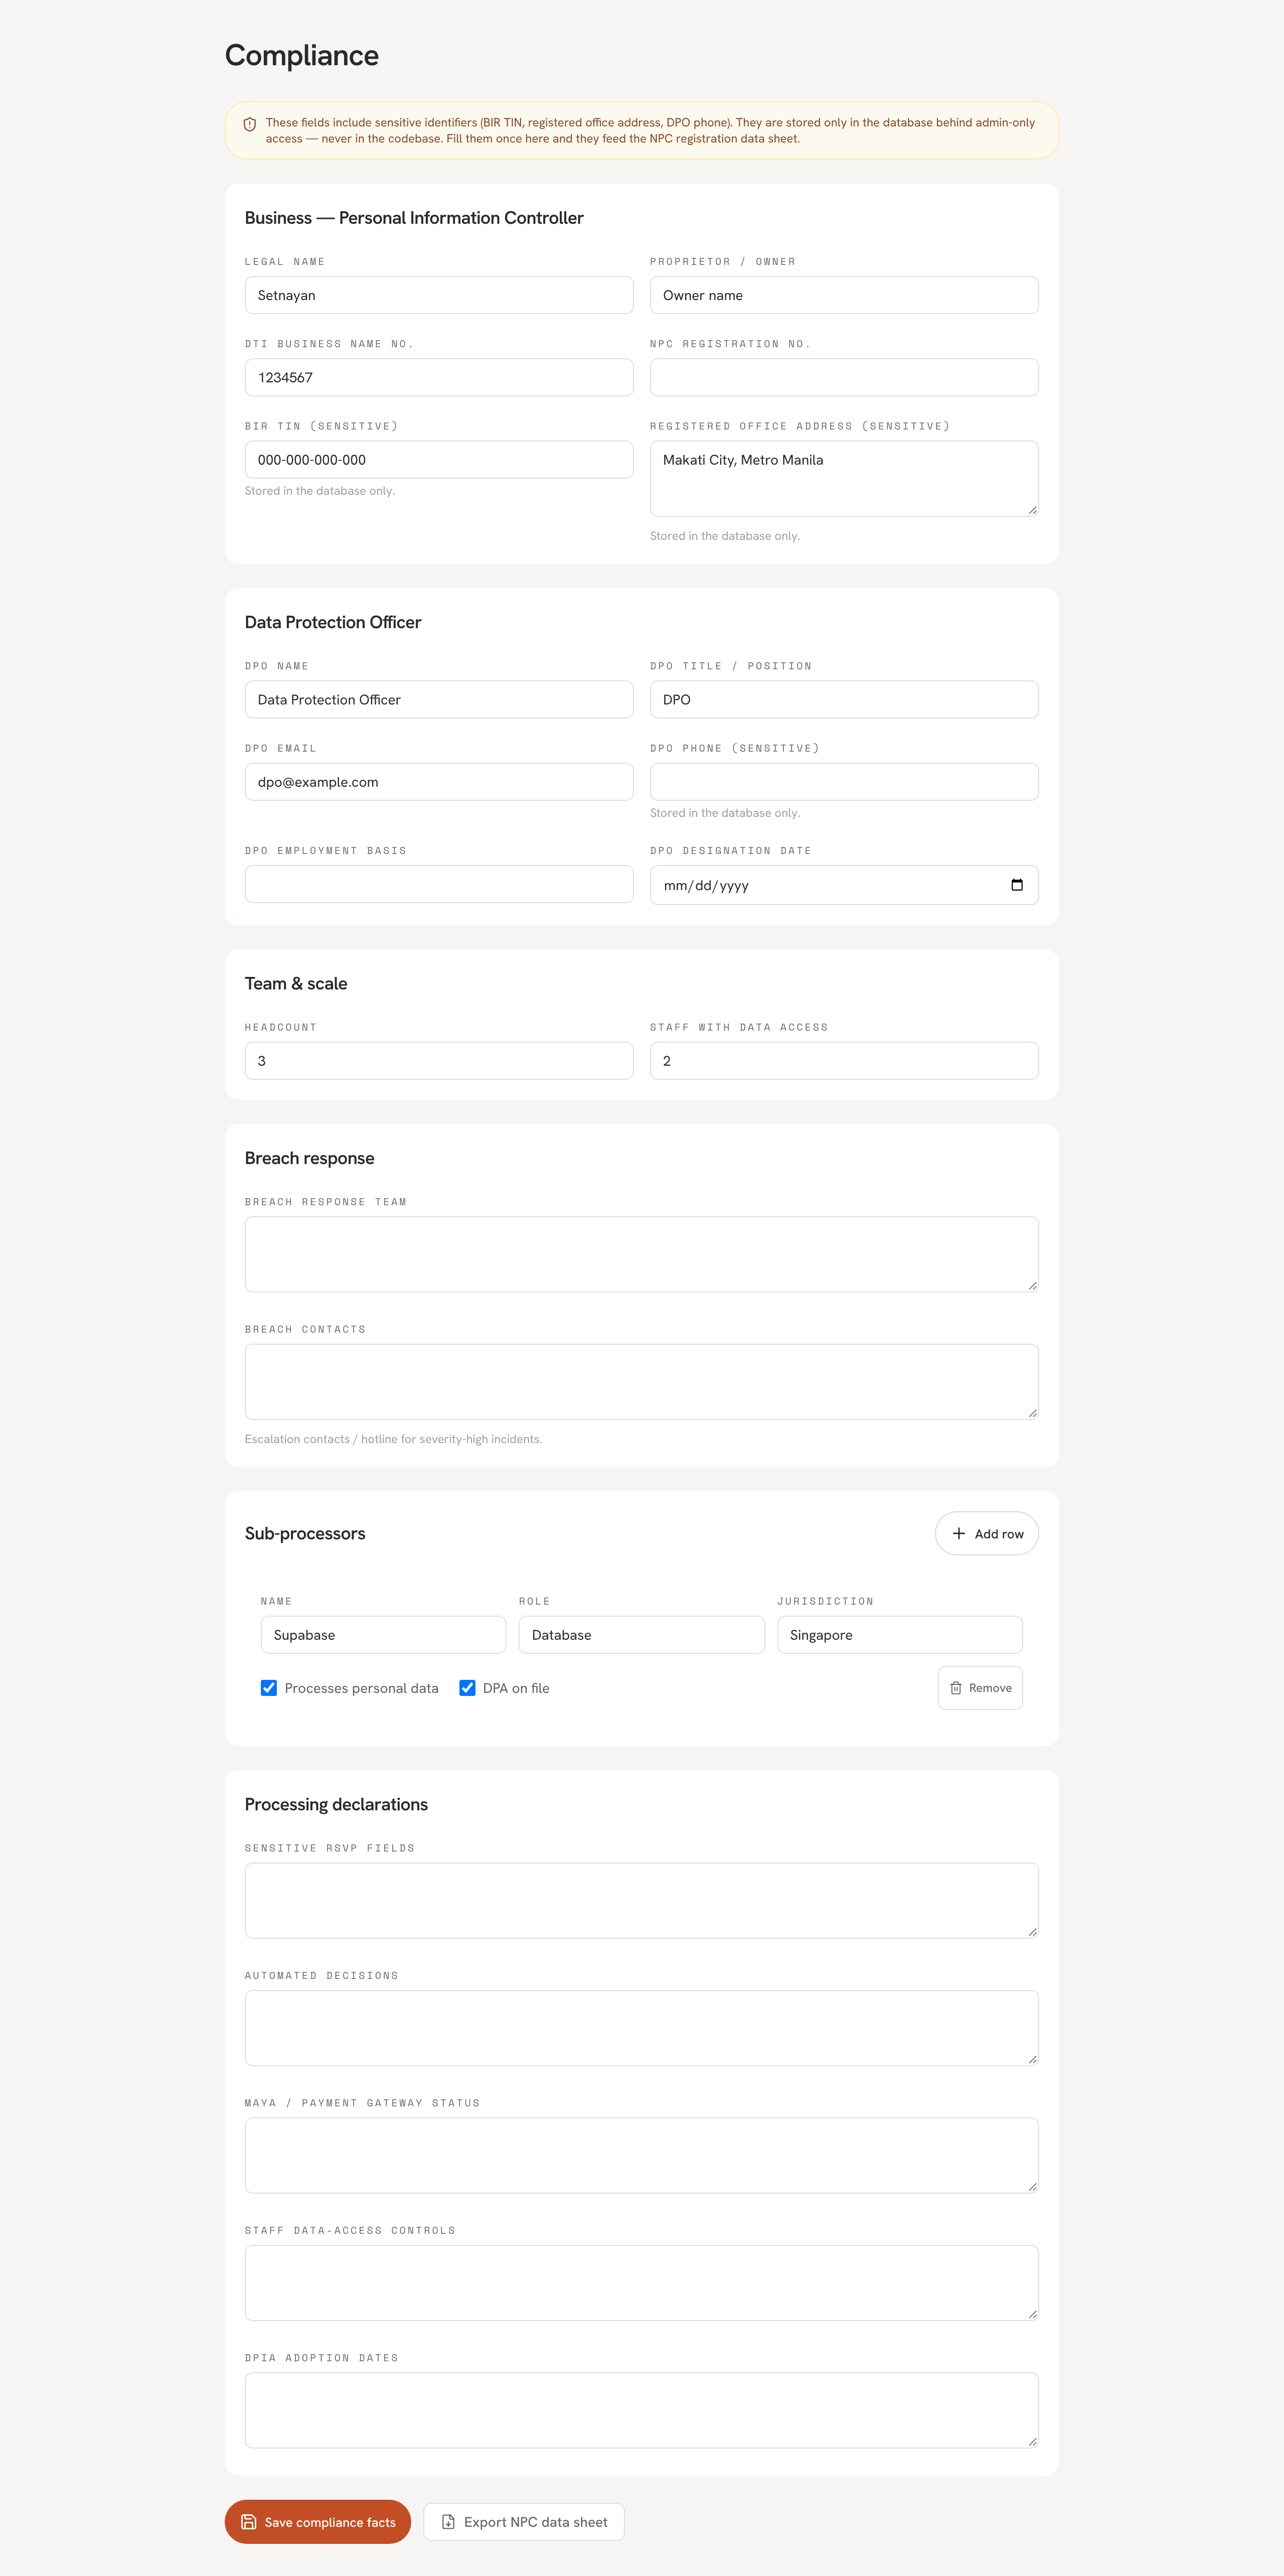 Compliance
These fields include sensitive identifiers (BIR TIN, registered office address, DPO phone). They are stored only in the database behind admin-only
access — never in the codebase. Fill them once here and they feed the NPC registration data sheet.
Business — Personal Information Controller
LEGAL NAME
PROPRIETOR / OWNER
Setnayan
Owner name
DTI BUSINESS NAME NO.
NPC REGISTRATION NO.
1234567
BIR TIN (SENSITIVE)
REGISTERED OFFICE ADDRESS (SENSITIVE)
000-000-000-000
Makati City, Metro Manila
Stored in the database only.
Stored in the database only.
Data Protection Officer
DPO NAME
DPO TITLE / POSITION
Data Protection Officer
DPO
DPO EMAIL
DPO PHONE (SENSITIVE)
dpo@example.com
Stored in the database only.
DPO EMPLOYMENT BASIS
DPO DESIGNATION DATE
mm/dd/yyyy
Team & scale
HEADCOUNT
STAFF WITH DATA ACCESS
3
2
Breach response
BREACH RESPONSE TEAM
BREACH CONTACTS
Escalation contacts / hotline for severity-high incidents.
Sub-processors
Add row
NAME
ROLE
JURISDICTION
Supabase
Database
Singapore
Processes personal data
DPA on file
Remove
Processing declarations
SENSITIVE RSVP FIELDS
AUTOMATED DECISIONS
MAYA / PAYMENT GATEWAY STATUS
STAFF DATA-ACCESS CONTROLS
DPIA ADOPTION DATES
Save compliance facts
Export NPC data sheet